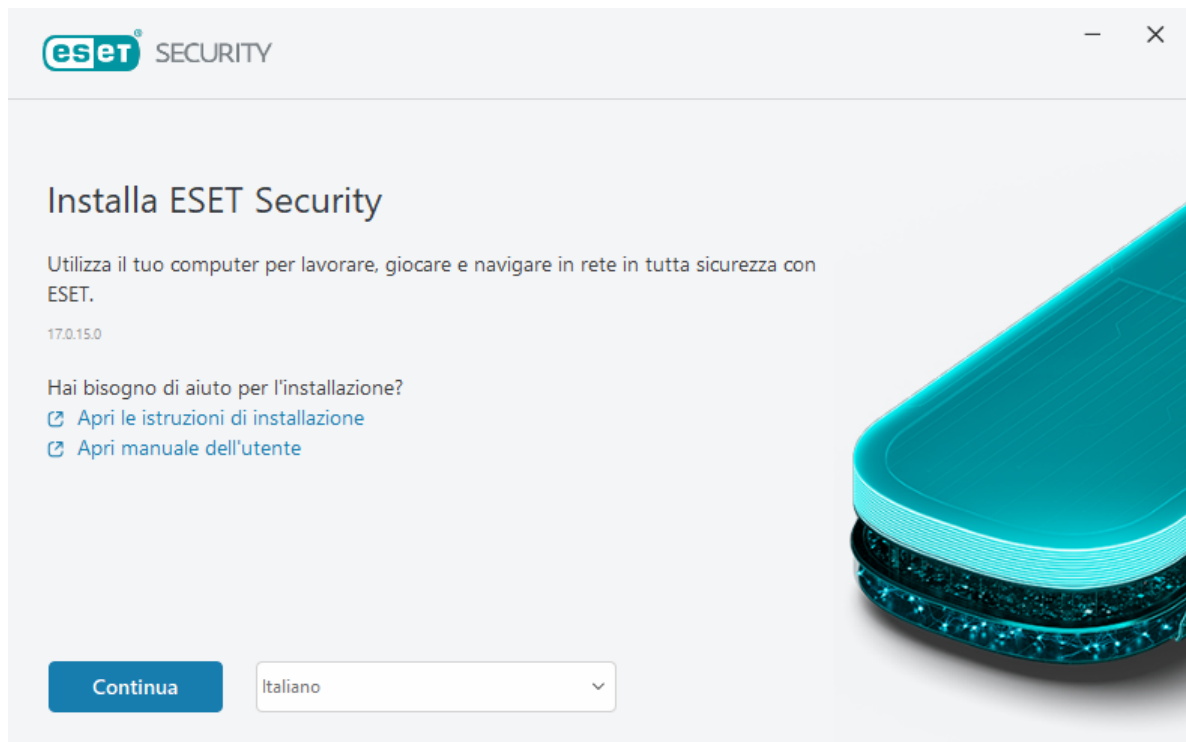 eset® SECURITY
Installa ESET Security
Utilizza il tuo computer per lavorare, giocare e navigare in rete in tutta sicurezza con
ESET.
17.0.15.0
Hai bisogno di aiuto per l'installazione?
Apri le istruzioni di installazione
Apri manuale dell'utente
Continua
Italiano